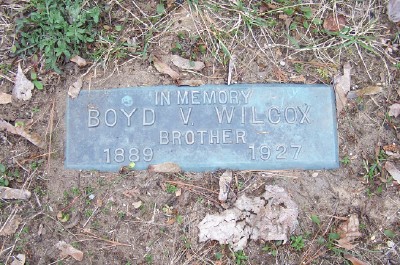 IN MEMORY
BOYD V WILCOX
BROTHER
1889 1927